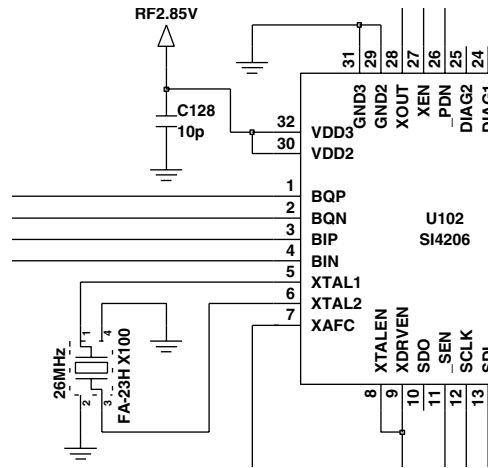 RF2.85V
31 29 28 27 26 25 24
GND3 GND2 XOUT XEN _PDN DIAG2 DIAG1
C128
10p
32 VDD3
30 VDD2
1 BQP
2 BQN
3 BIP
4 BIN
5 XTAL1
6 XTAL2
7 XAFC
U102
SI4206
XTALEN XDRVEN SDO _SEN SCLK SDI
8 9 10 11 12 13
1 4
26MHz
FA-23H X100
2 3